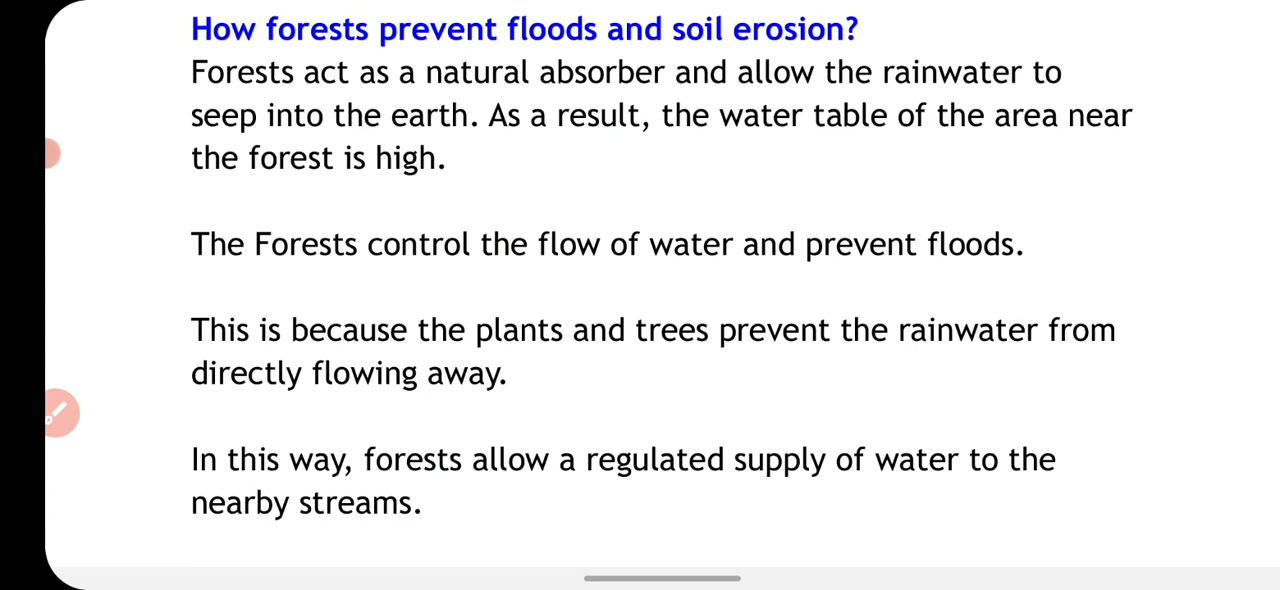 How forests prevent floods and soil erosion?
Forests act as a natural absorber and allow the rainwater to
seep into the earth. As a result, the water table of the area near
the forest is high.
The Forests control the flow of water and prevent floods.
This is because the plants and trees prevent the rainwater from
directly flowing away.
In this way, forests allow a regulated supply of water to the
nearby streams.